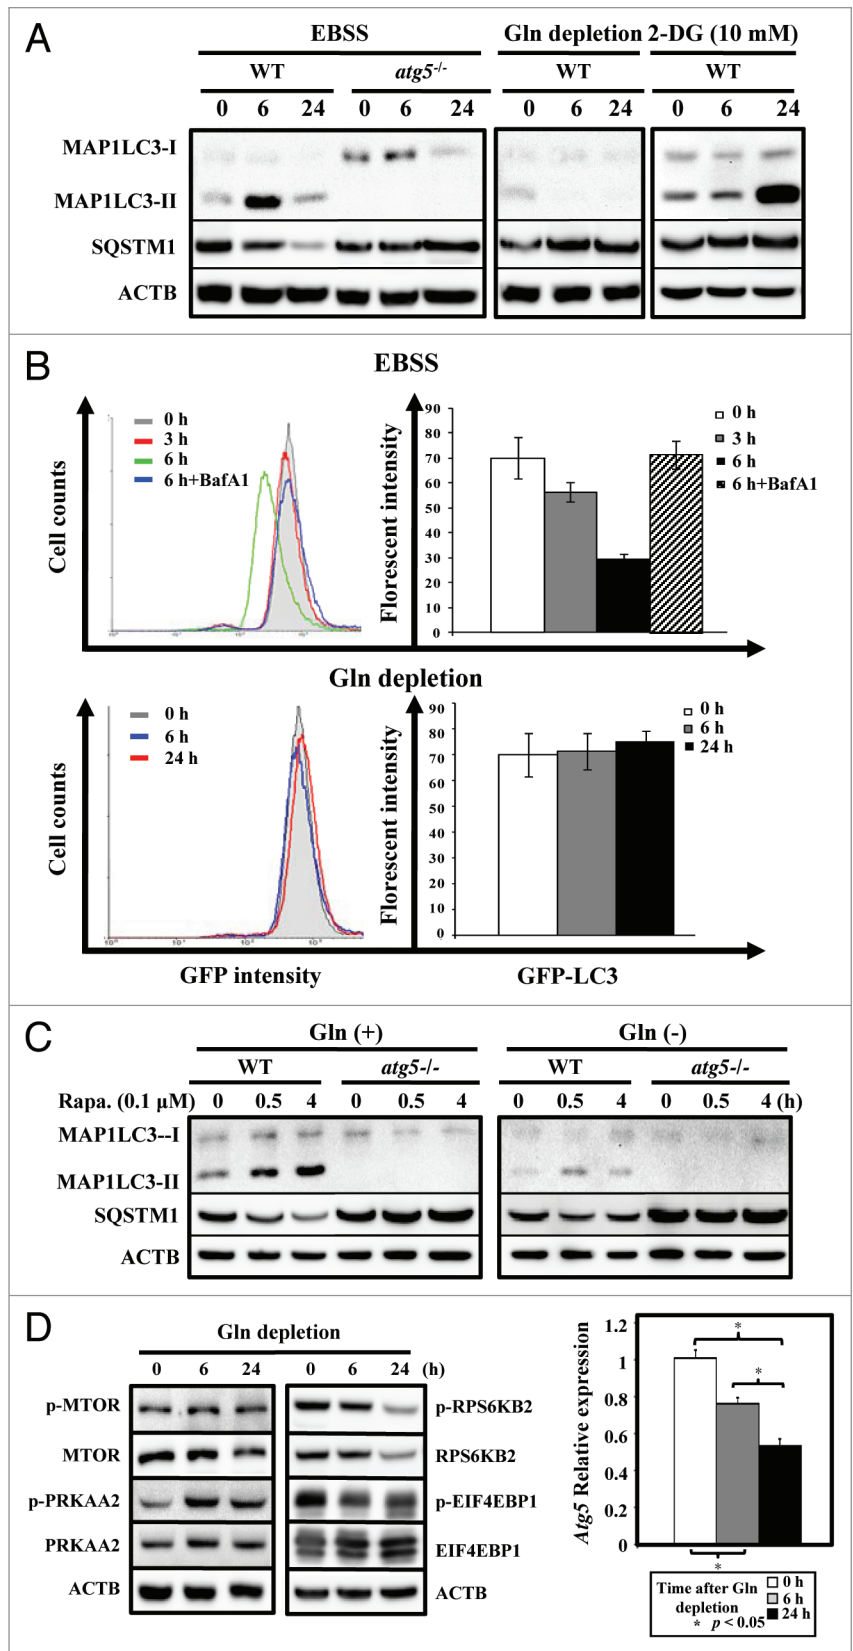 A
EBSS
Gln depletion 2-DG (10 mM)
WT
atg5-/-
WT
WT
0 6 24 0 6 24 0 6 24 0 6 24
MAP1LC3-I
MAP1LC3-II
SQSTM1
ACTB
B
EBSS
Cell counts
0 h
3 h
6 h
6 h+BafA1
Florescent intensity
90
80
70
60
50
40
30
20
10
0
0 h
3 h
6 h
6 h+BafA1
Gln depletion
Cell counts
0 h
6 h
24 h
GFP intensity
Florescent intensity
90
80
70
60
50
40
30
20
10
0
0 h
6 h
24 h
GFP-LC3
C
Gln (+)
Gln (-)
WT
atg5-/-
WT
atg5-/-
Rapa. (0.1 µM) 0 0.5 4 0 0.5 4 0 0.5 4 0 0.5 4 (h)
MAP1LC3--I
MAP1LC3-II
SQSTM1
ACTB
D
Gln depletion
0 6 24 0 6 24 (h)
p-MTOR
MTOR
p-PRKAA2
PRKAA2
ACTB
p-RPS6KB2
RPS6KB2
p-EIF4EBP1
EIF4EBP1
ACTB
Atg5 Relative expression
1.2
1
0.8
0.6
0.4
0.2
0
*
*
*
Time after Gln
depletion
* p < 0.05
0 h
6 h
24 h